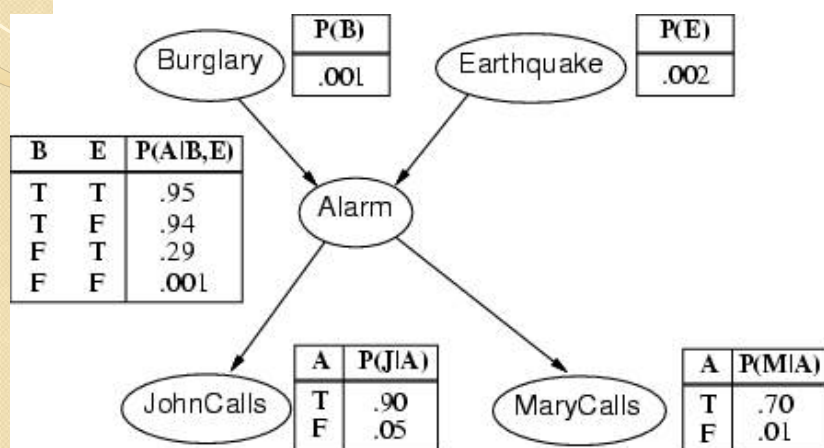 Burglary
P(B)
.001
Earthquake
P(E)
.002
B E P(A|B,E)
T T .95
T F .94
F T .29
F F .001
Alarm
JohnCalls
A P(J|A)
T .90
F .05
MaryCalls
A P(M|A)
T .70
F .01